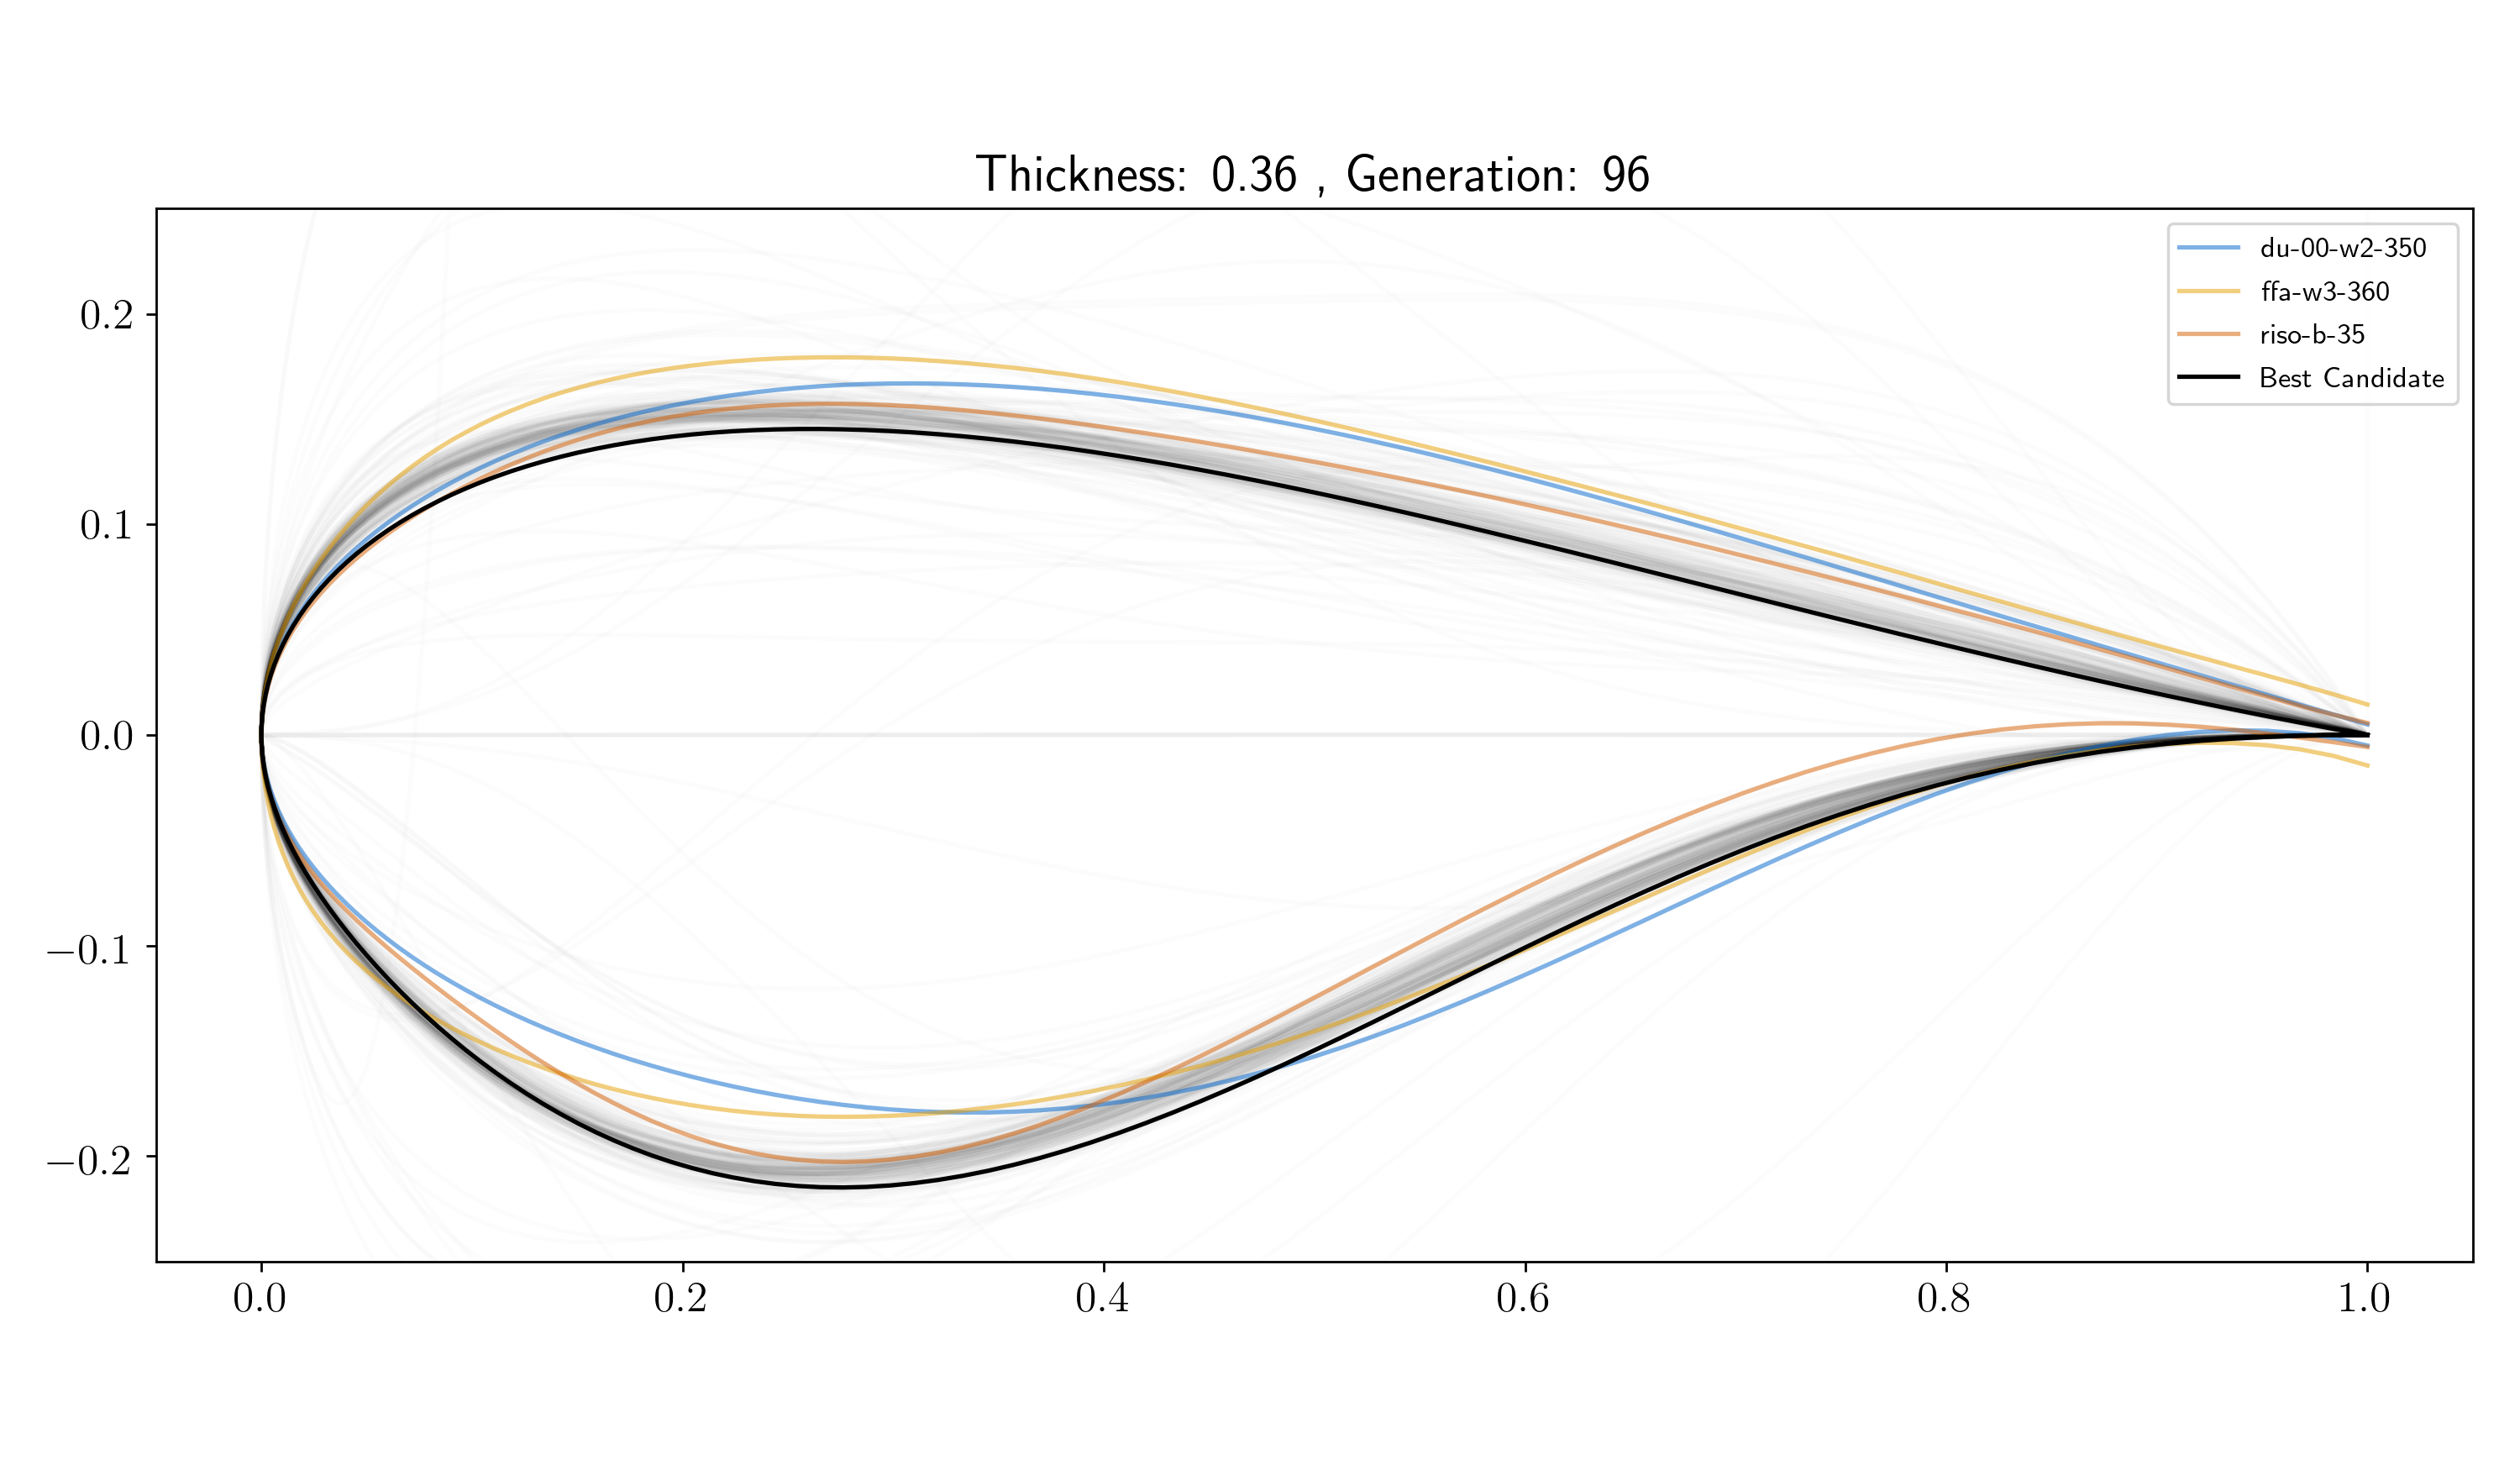 Thickness: 0.36 , Generation: 96
du-00-w2-350
ffa-w3-360
riso-b-35
Best Candidate
0.2
0.1
0.0
−0.1
−0.2
0.0 0.2 0.4 0.6 0.8 1.0